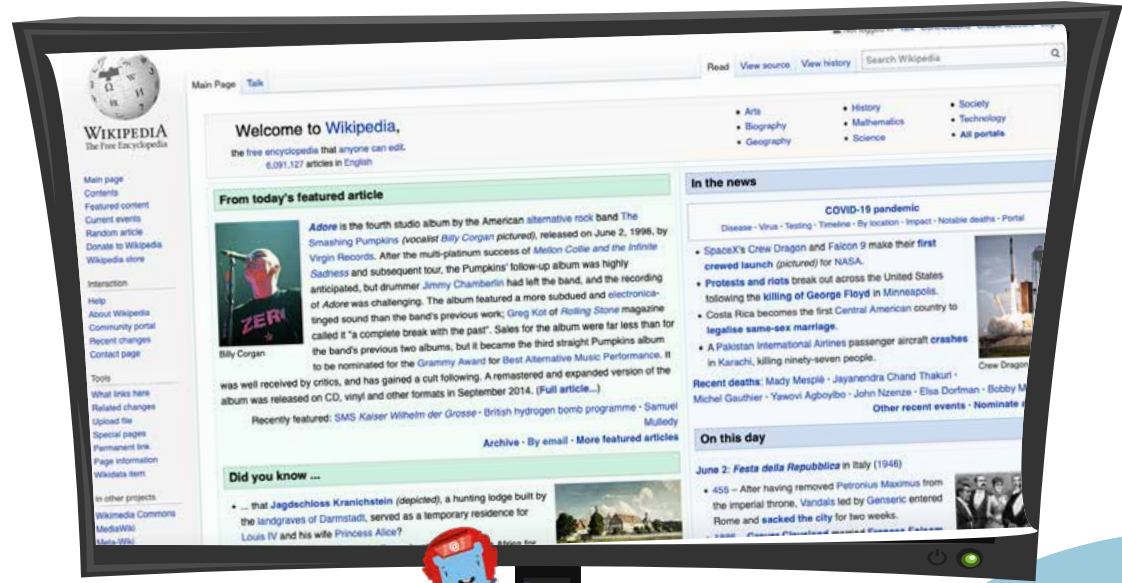 Talk
Main Page
Talk
Read
View source
View history
Search Wikipedia
WIKIPEDIA
The Free Encyclopedia
Main page
Contents
Featured content
Current events
Random article
Donate to Wikipedia
Wikipedia store
Interaction
Help
About Wikipedia
Community portal
Recent changes
Contact page
Tools
What links here
Related changes
Upload file
Special pages
Permanent link
Page information
Wikidata item
In other projects
Wikimedia Commons
MediaWiki
Meta-Wiki
Welcome to Wikipedia,
the free encyclopedia that anyone can edit.
6,091,127 articles in English
• Arts
• Biography
• Geography
• History
• Mathematics
• Science
• Society
• Technology
• All portals
From today's featured article
Adore is the fourth studio album by the American alternative rock band The
Smashing Pumpkins (vocalist Billy Corgan pictured), released on June 2, 1998, by
Virgin Records. After the multi-platinum success of Mellon Collie and the Infinite
Sadness and subsequent tour, the Pumpkins' follow-up album was highly
anticipated, but drummer Jimmy Chamberlin had left the band, and the recording
of Adore was challenging. The album featured a more subdued and electronica-
tinged sound than the band's previous work; Greg Kot of Rolling Stone magazine
called it "a complete break with the past". Sales for the album were far less than for
the band's previous two albums, but it became the third straight Pumpkins album
to be nominated for the Grammy Award for Best Alternative Music Performance. It
was well received by critics, and has gained a cult following. A remastered and expanded version of the
album was released on CD, vinyl and other formats in September 2014. (Full article...)
ZERO
Billy Corgan
Recently featured: SMS Kaiser Wilhelm der Grosse · British hydrogen bomb programme · Samuel
Mulledy
Archive · By email · More featured articles
Did you know ...
• ... that Jagdschloss Kranichstein (depicted), a hunting lodge built by
the landgraves of Darmstadt, served as a temporary residence for
Louis IV and his wife Princess Alice?
Africa for
In the news
COVID-19 pandemic
Disease · Virus · Testing · Timeline · By location · Impact · Notable deaths · Portal
• SpaceX's Crew Dragon and Falcon 9 make their first
crewed launch (pictured) for NASA.
• Protests and riots break out across the United States
following the killing of George Floyd in Minneapolis.
• Costa Rica becomes the first Central American country to
legalise same-sex marriage.
• A Pakistan International Airlines passenger aircraft crashes
in Karachi, killing ninety-seven people.
Crew Dragon
Recent deaths: Mady Mesplé · Jayanendra Chand Thakuri ·
Michel Gauthier · Yawovi Agboyibo · John Nzenze · Elsa Dorfman · Bobby M
Other recent events · Nominate
On this day
June 2: Festa della Repubblica in Italy (1946)
• 455 – After having removed Petronius Maximus from
the imperial throne, Vandals led by Genseric entered
Rome and sacked the city for two weeks.
• 1886 – Grover Cleveland married Frances Folsom